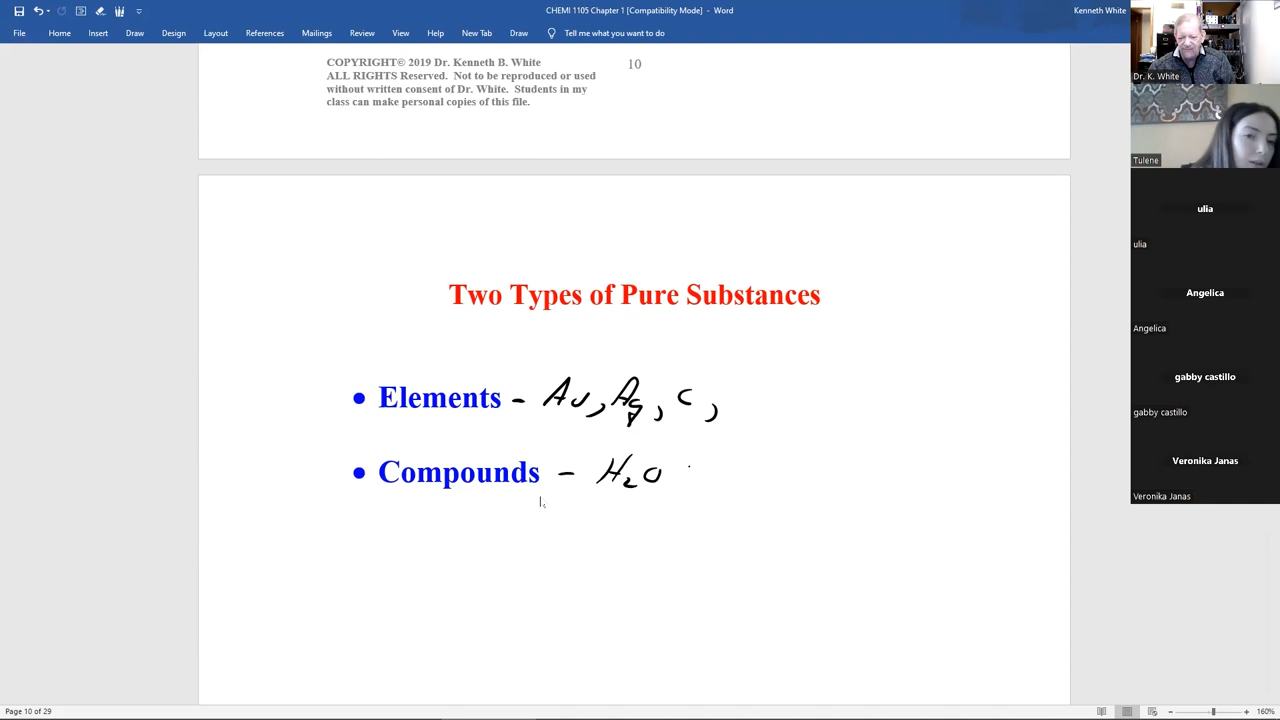 CHEMI 1105 Chapter 1 [Compatibility Mode] - Word
Kenneth White
File Home Insert Draw Design Layout References Mailings Review View Help New Tab Draw Tell me what you want to do
COPYRIGHT© 2019 Dr. Kenneth B. White
10
ALL RIGHTS Reserved. Not to be reproduced or used
without written consent of Dr. White. Students in my
class can make personal copies of this file.
Two Types of Pure Substances
• Elements - Au, Ag, C,
• Compounds - H₂O
Dr. K. White
Tulene
ulia
ulia
Angelica
Angelica
gabby castillo
gabby castillo
Veronika Janas
Veronika Janas
Page 10 of 29
160%